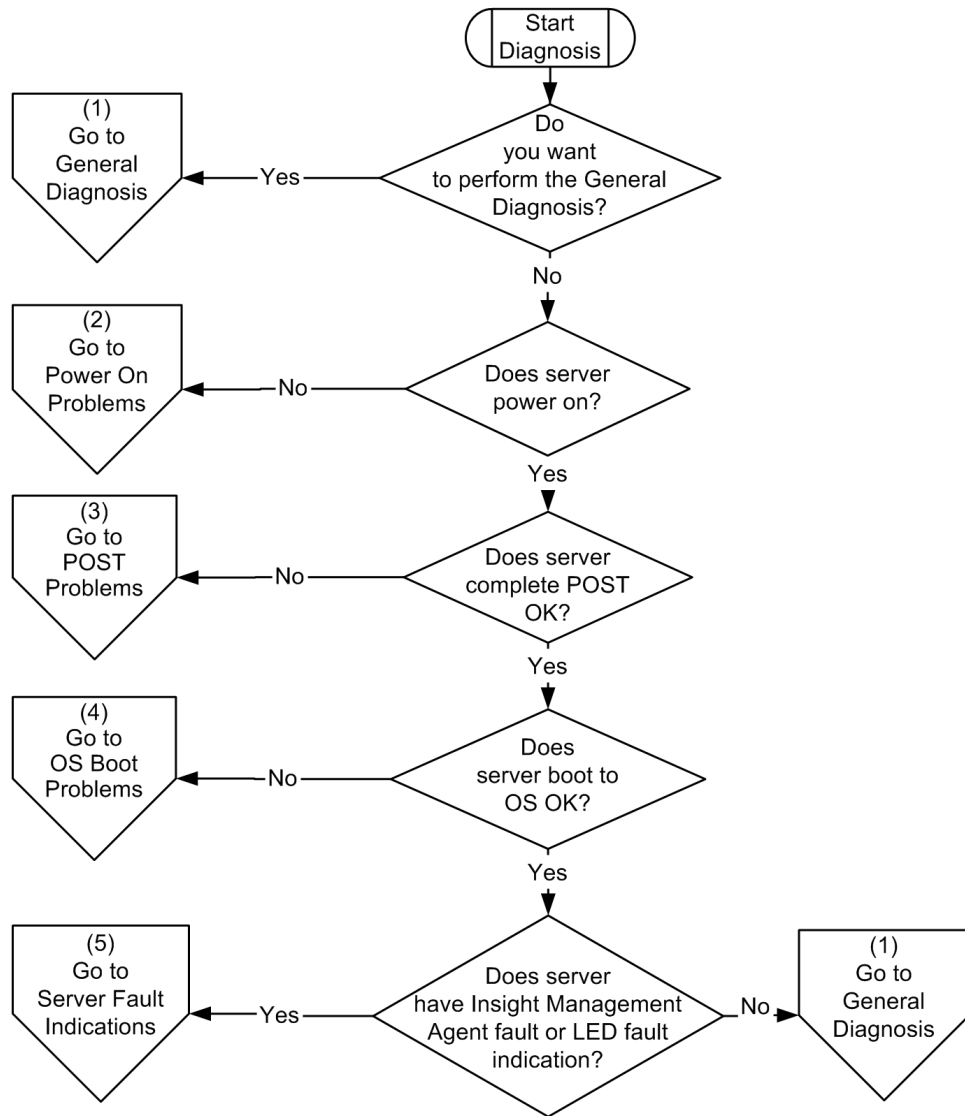 Start
Diagnosis
(1)
Go to
General
Diagnosis
Yes
Do
you want
to perform the General
Diagnosis?
No
(2)
Go to
Power On
Problems
No
Does server
power on?
Yes
(3)
Go to
POST
Problems
No
Does server
complete POST
OK?
Yes
(4)
Go to
OS Boot
Problems
No
Does
server boot to
OS OK?
Yes
(5)
Go to
Server Fault
Indications
Yes
Does server
have Insight Management
Agent fault or LED fault
indication?
No
(1)
Go to
General
Diagnosis